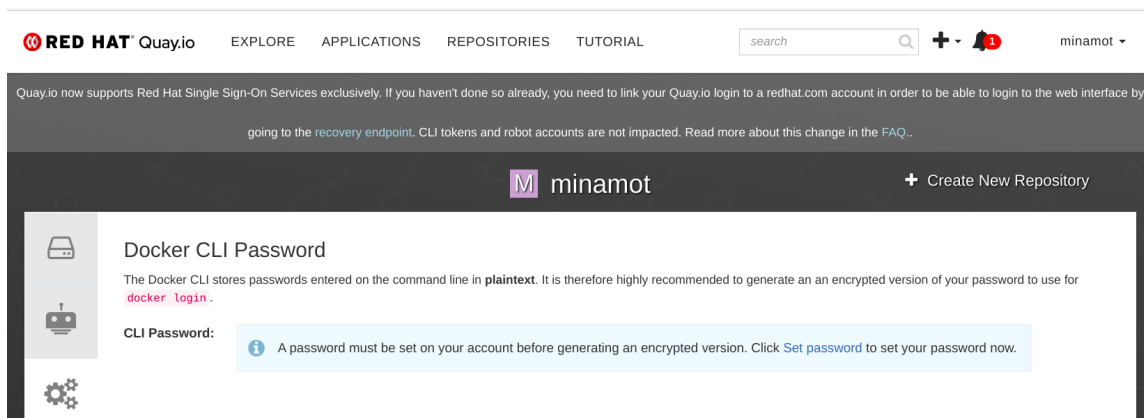 RED HAT® Quay.io EXPLORE APPLICATIONS REPOSITORIES TUTORIAL search 1 minamot
Quay.io now supports Red Hat Single Sign-On Services exclusively. If you haven't done so already, you need to link your Quay.io login to a redhat.com account in order to be able to login to the web interface by
going to the recovery endpoint. CLI tokens and robot accounts are not impacted. Read more about this change in the FAQ..
M minamot
+ Create New Repository
Docker CLI Password
The Docker CLI stores passwords entered on the command line in plaintext. It is therefore highly recommended to generate an an encrypted version of your password to use for
docker login.
CLI Password:
A password must be set on your account before generating an encrypted version. Click Set password to set your password now.